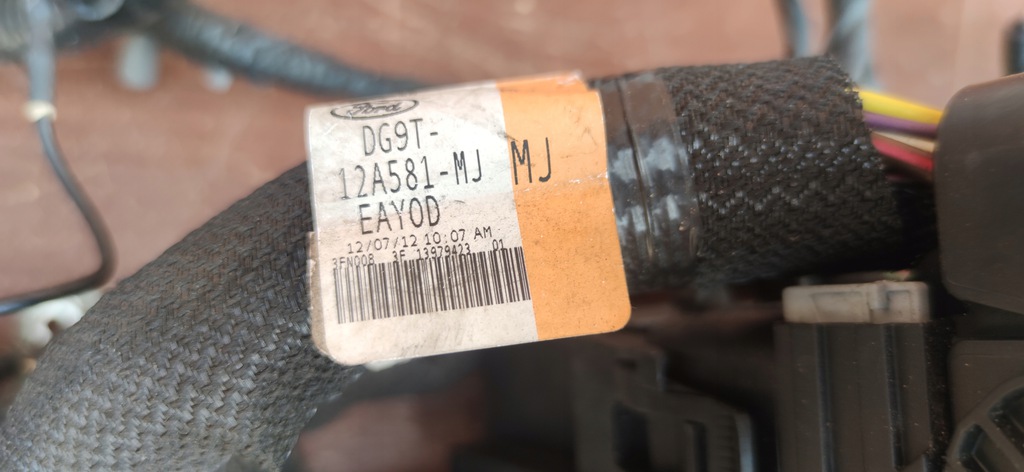 Ford
DG9T-
12A581-MJ MJ
EAYOD
12/07/12 10:07 AM
3FN008 3F 13979423 01